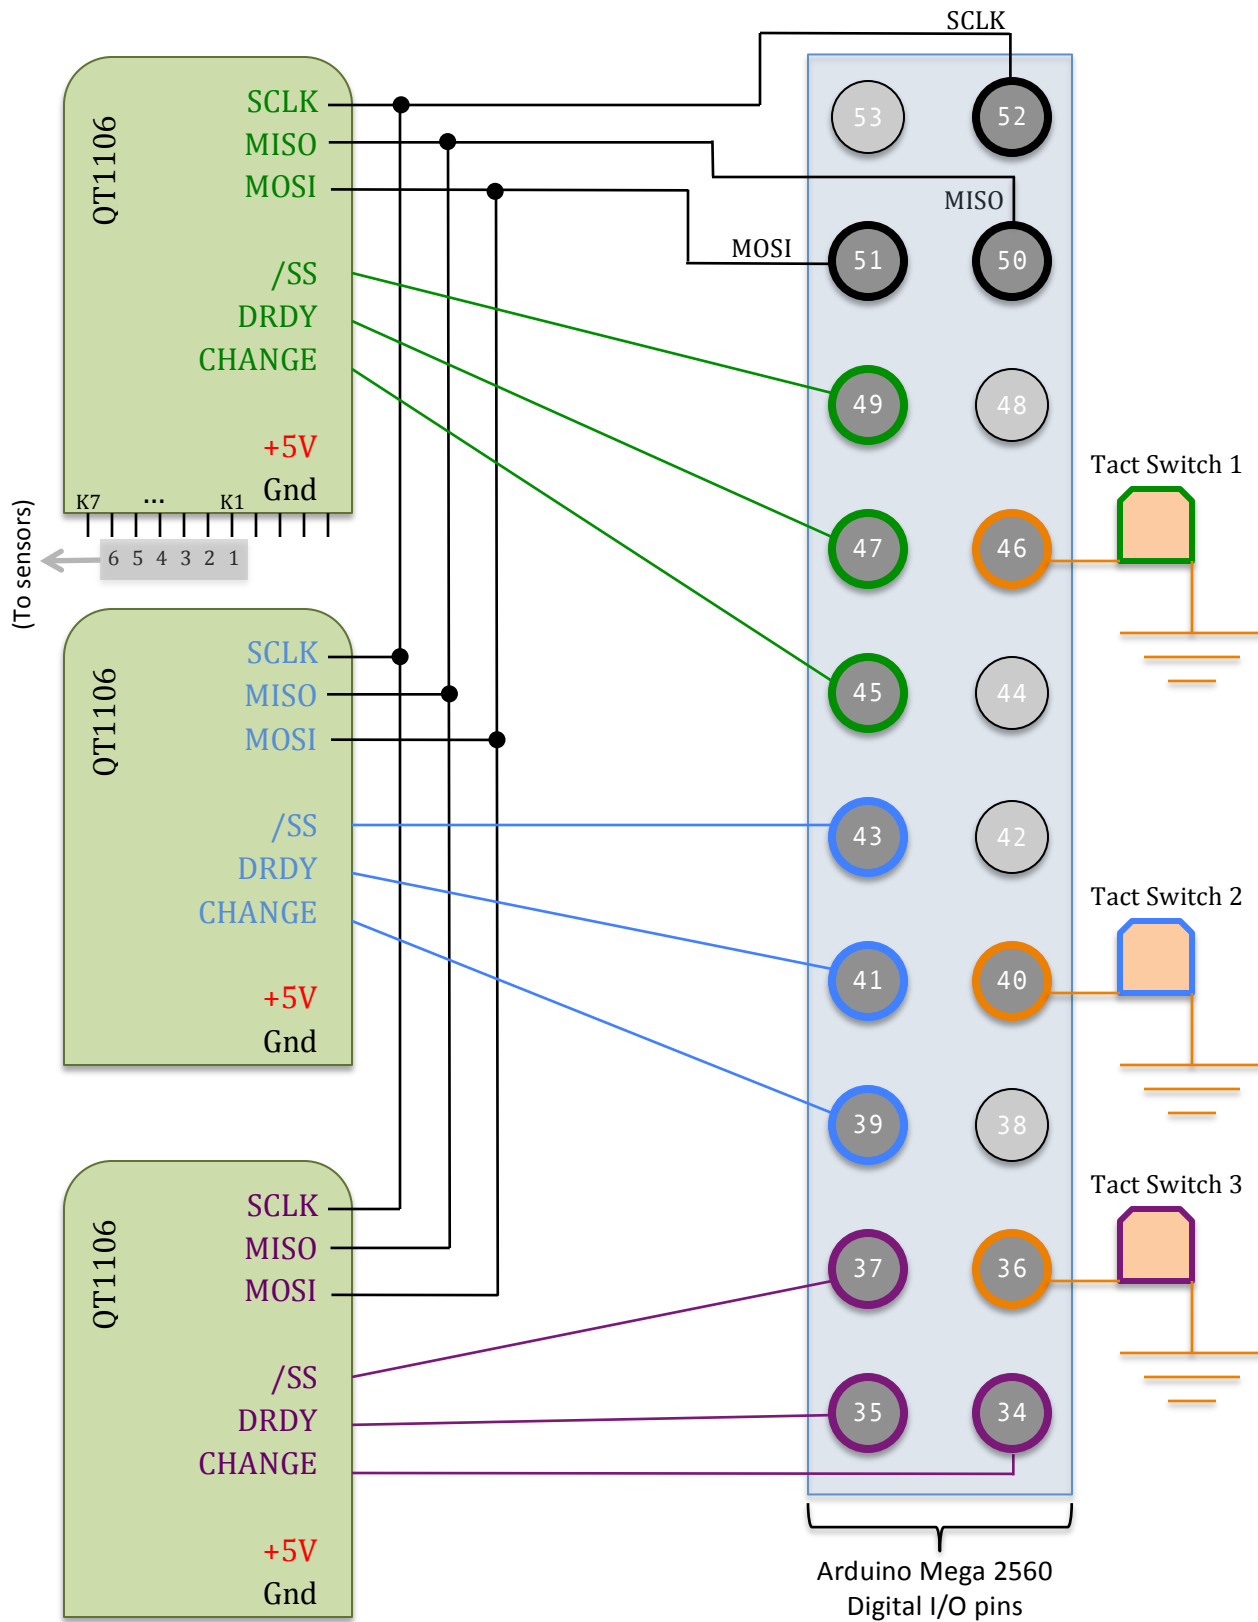 SCLK
QT1106
SCLK
MISO
MOSI
/SS
DRDY
CHANGE
+5V
Gnd
K7 ... K1
6 5 4 3 2 1
(To sensors)
QT1106
SCLK
MISO
MOSI
/SS
DRDY
CHANGE
+5V
Gnd
QT1106
SCLK
MISO
MOSI
/SS
DRDY
CHANGE
+5V
Gnd
MISO
MOSI
53 52
51 50
49 48
47 46
45 44
43 42
41 40
39 38
37 36
35 34
Tact Switch 1
Tact Switch 2
Tact Switch 3
Arduino Mega 2560
Digital I/O pins